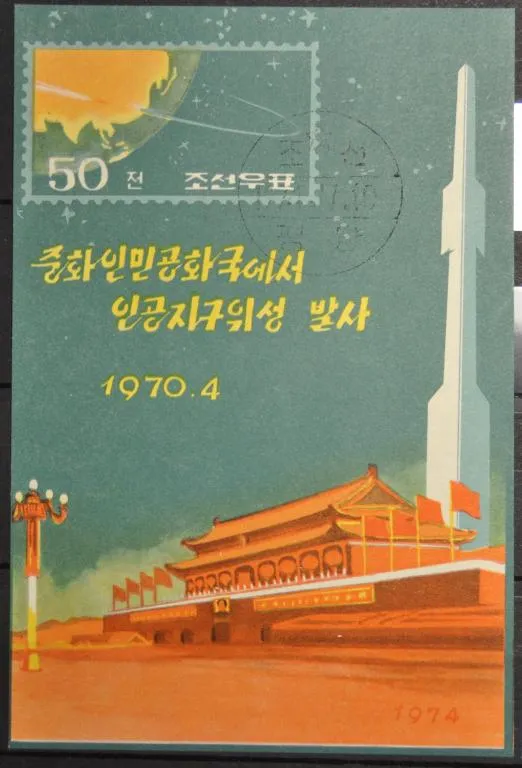 50 전 조선우표
중화인민공화국에서
인공지구위성 발사
1970.4
1974